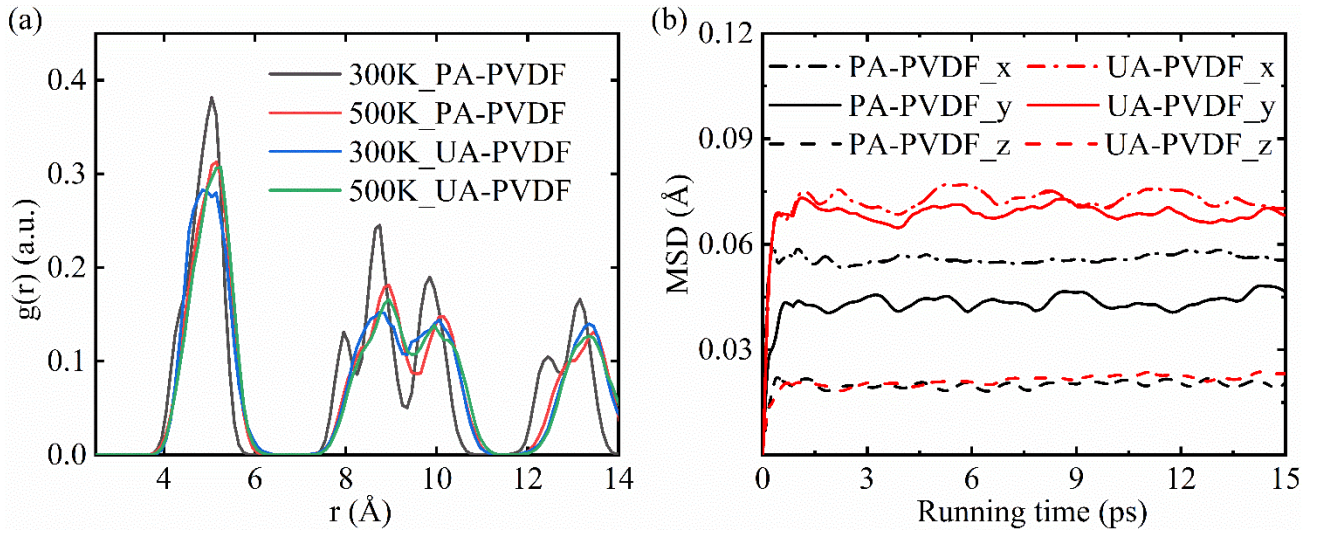 (a)
0.4
0.3
0.2
0.1
0.0
g(r) (a.u.)
300K_PA-PVDF
500K_PA-PVDF
300K_UA-PVDF
500K_UA-PVDF
4 6 8 10 12 14
r (Å)
(b)
0.12
0.09
0.06
0.03
MSD (Å)
PA-PVDF_x UA-PVDF_x
PA-PVDF_y UA-PVDF_y
PA-PVDF_z UA-PVDF_z
0 3 6 9 12 15
Running time (ps)